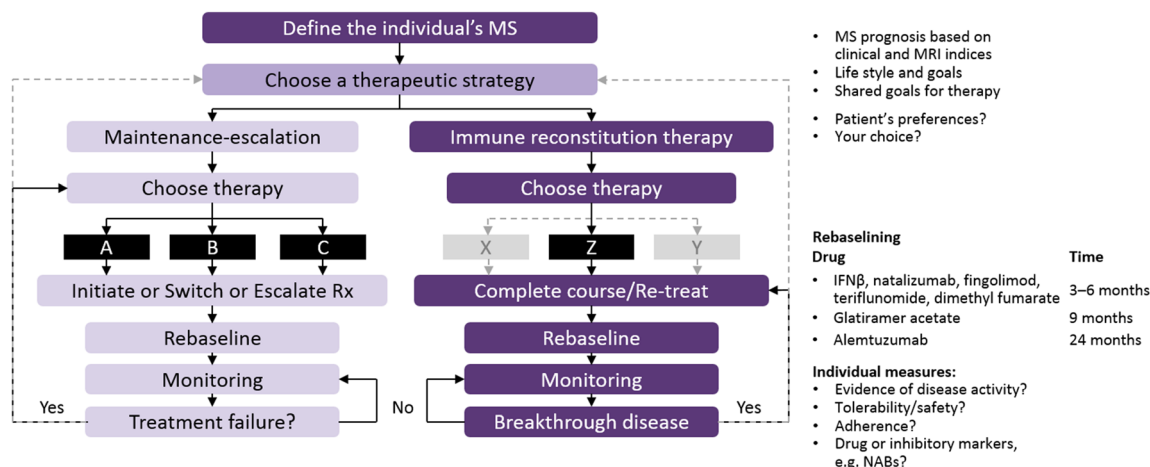 Define the individual's MS
Choose a therapeutic strategy
Maintenance-escalation
Immune reconstitution therapy
Choose therapy
Choose therapy
A
B
C
X
Z
Y
Initiate or Switch or Escalate Rx
Complete course/Re-treat
Rebaseline
Rebaseline
Monitoring
Monitoring
Yes
Treatment failure?
No
Breakthrough disease
Yes
• MS prognosis based on
clinical and MRI indices
• Life style and goals
• Shared goals for therapy
• Patient's preferences?
• Your choice?
Rebaselining
Drug Time
• IFNβ, natalizumab, fingolimod,
teriflunomide, dimethyl fumarate 3–6 months
• Glatiramer acetate 9 months
• Alemtuzumab 24 months
Individual measures:
• Evidence of disease activity?
• Tolerability/safety?
• Adherence?
• Drug or inhibitory markers,
e.g. NABs?